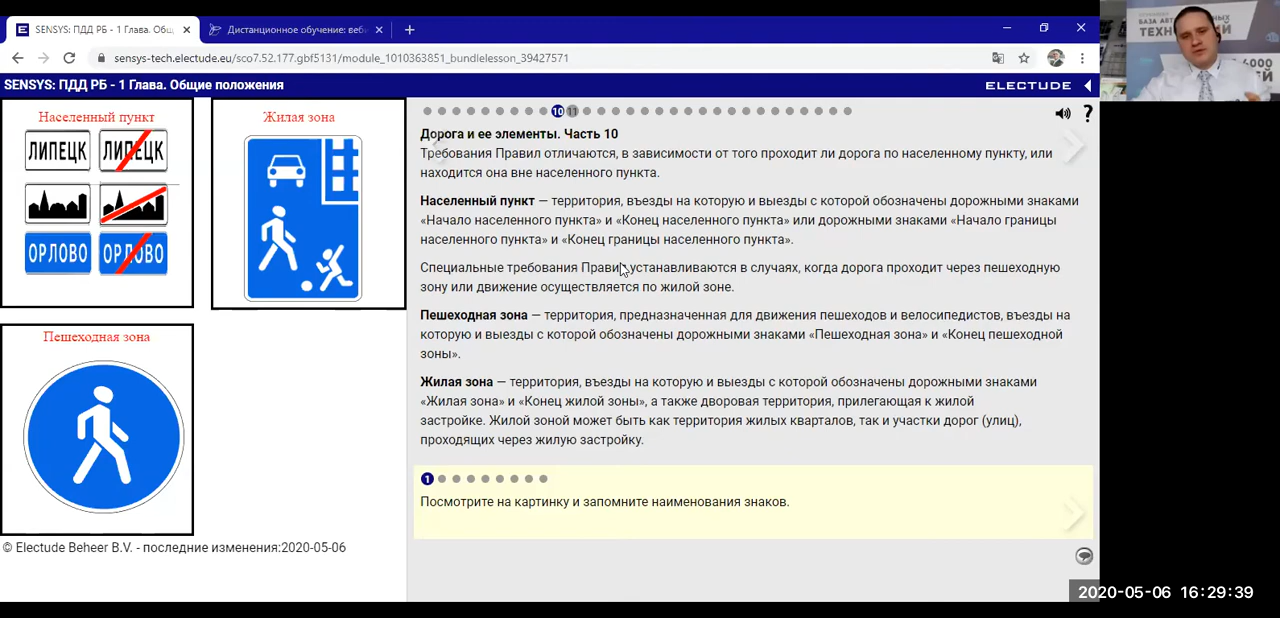 SENSYS: ПДД РБ - 1 Глава. Общ
Дистанционное обучение: веб
sensys-tech.electude.eu/sco7.52.177.gbf5131/module_1010363851_bundlelesson_39427571
SENSYS: ПДД РБ - 1 Глава. Общие положения
ELECTUDE
Населенный пункт
ЛИПЕЦК
ЛИПЕЦК
ОРЛОВО
ОРЛОВО
Жилая зона
Пешеходная зона
© Electude Beheer B.V. - последние изменения:2020-05-06
10 11
?
Дорога и ее элементы. Часть 10
Требования Правил отличаются, в зависимости от того проходит ли дорога по населенному пункту, или
находится она вне населенного пункта.
Населенный пункт — территория, въезды на которую и выезды с которой обозначены дорожными знаками
«Начало населенного пункта» и «Конец населенного пункта» или дорожными знаками «Начало границы
населенного пункта» и «Конец границы населенного пункта».
Специальные требования Правил устанавливаются в случаях, когда дорога проходит через пешеходную
зону или движение осуществляется по жилой зоне.
Пешеходная зона — территория, предназначенная для движения пешеходов и велосипедистов, въезды на
которую и выезды с которой обозначены дорожными знаками «Пешеходная зона» и «Конец пешеходной
зоны».
Жилая зона — территория, въезды на которую и выезды с которой обозначены дорожными знаками
«Жилая зона» и «Конец жилой зоны», а также дворовая территория, прилегающая к жилой
застройке. Жилой зоной может быть как территория жилых кварталов, так и участки дорог (улиц),
проходящих через жилую застройку.
1
Посмотрите на картинку и запомните наименования знаков.
2020-05-06 16:29:39